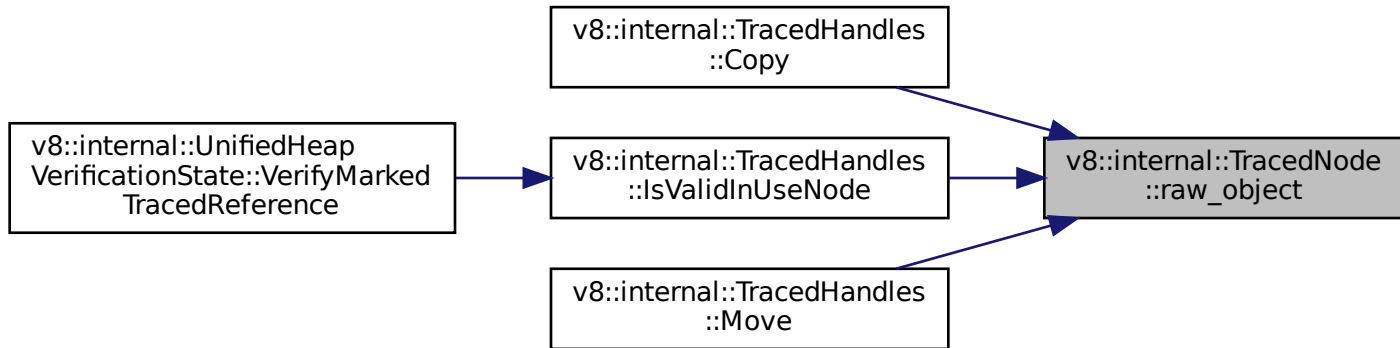 v8::internal::UnifiedHeap
VerificationState::VerifyMarked
TracedReference
v8::internal::TracedHandles
::Copy
v8::internal::TracedHandles
::IsValidInUseNode
v8::internal::TracedHandles
::Move
v8::internal::TracedNode
::raw_object